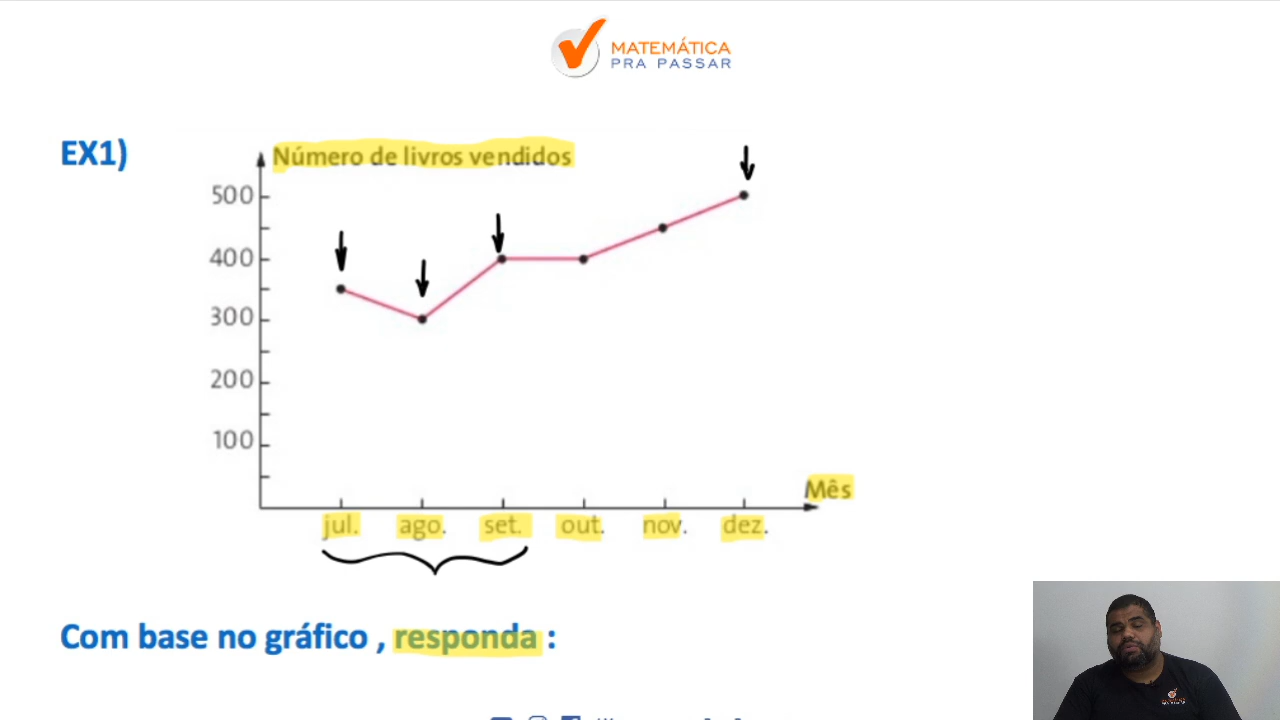 MATEMÁTICA
PRA PASSAR
EX1)
Número de livros vendidos
500
400
300
200
100
Mês
jul. ago. set. out. nov. dez.
Com base no gráfico , responda :